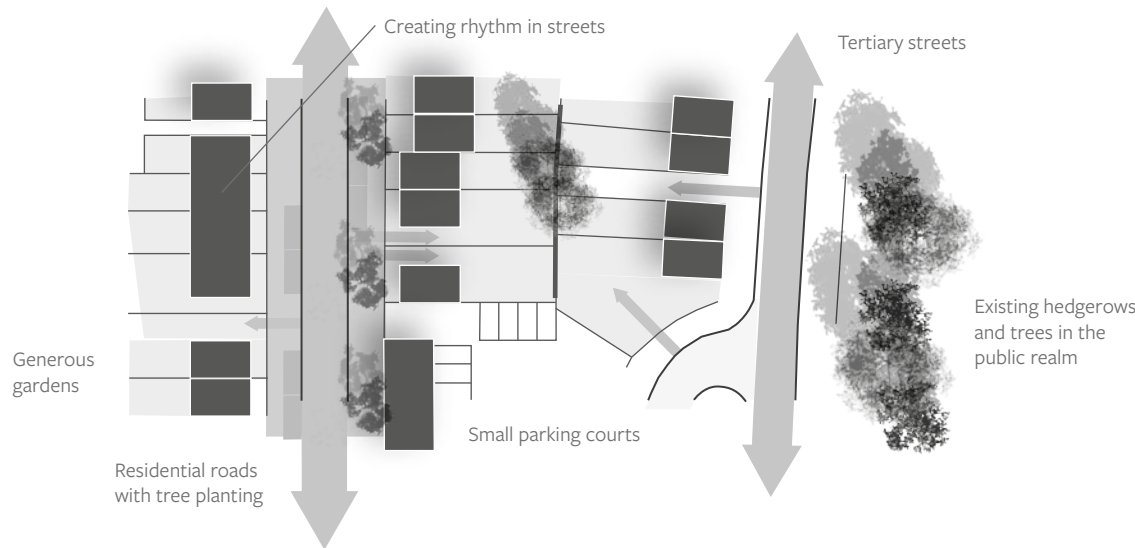 Creating rhythm in streets
Tertiary streets
Existing hedgerows
and trees in the
public realm
Generous
gardens
Small parking courts
Residential roads
with tree planting